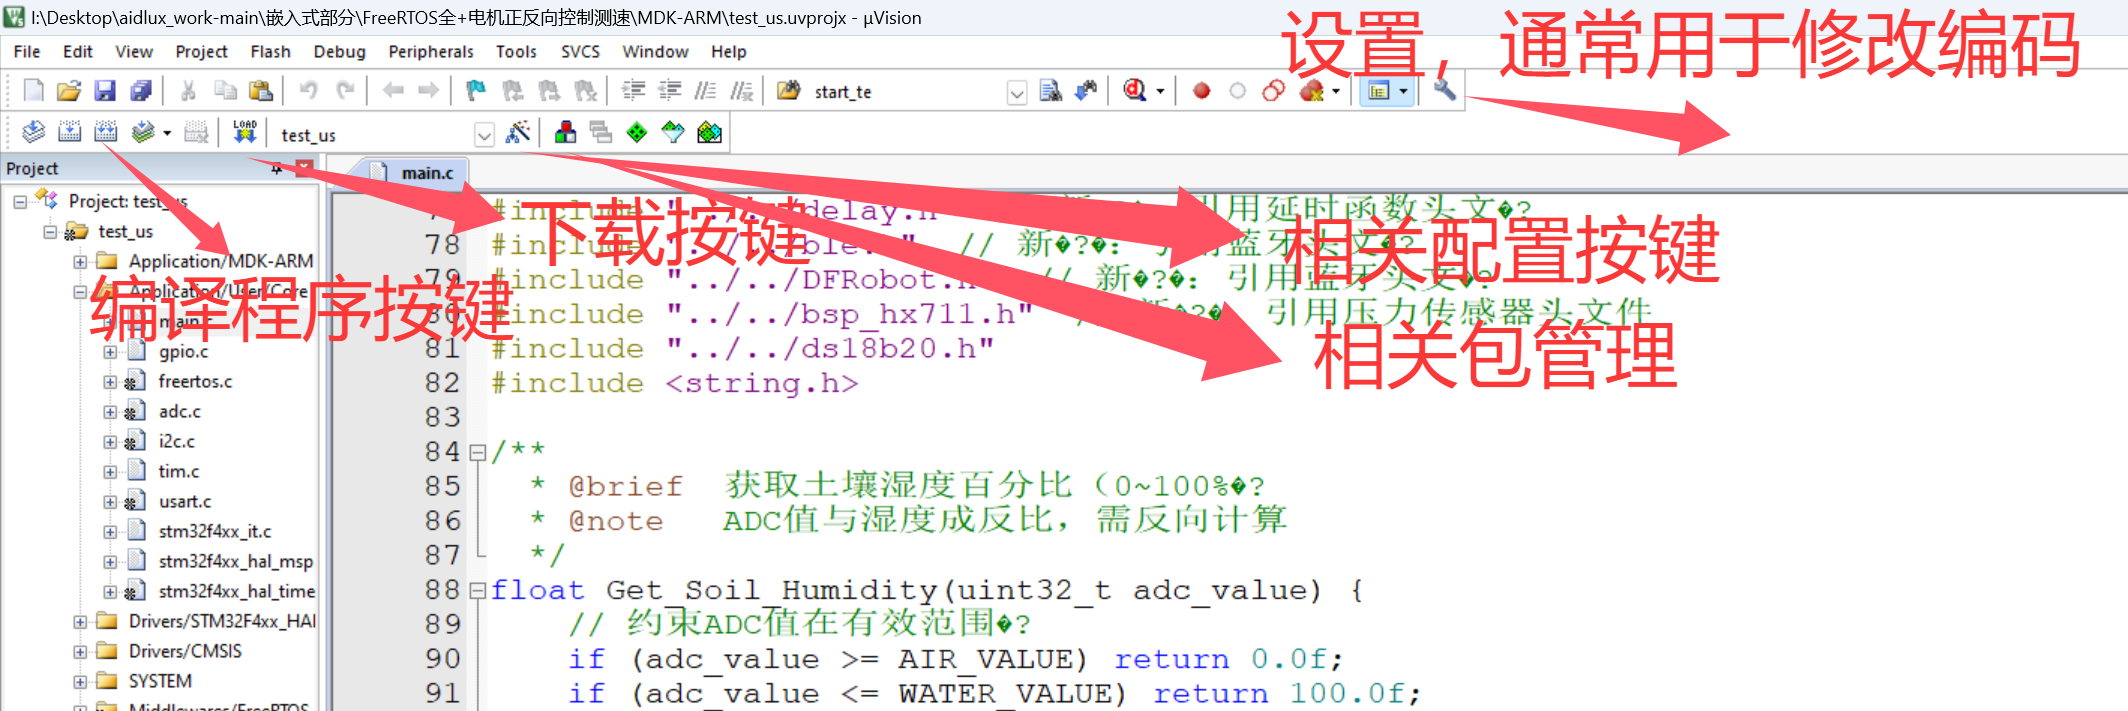 I:\Desktop\aidlux_work-main\嵌入式部分\FreeRTOS全+电机正反向控制测速\MDK-ARM\test_us.uvprojx - µVision
File Edit View Project Flash Debug Peripherals Tools SVCS Window Help
设置，通常用于修改编码
start_te
LOAD
test_us
Project
main.c
Project: test_us
test_us
Application/MDK-ARM
Application/User/Core
main.c
gpio.c
freertos.c
adc.c
i2c.c
tim.c
usart.c
stm32f4xx_it.c
stm32f4xx_hal_msp
stm32f4xx_hal_time
Drivers/STM32F4xx_HAL
Drivers/CMSIS
SYSTEM
Middlewares/FreeRTOS
编译程序按键
下载按键
相关配置按键
相关包管理
#include "../../delay.h" 引用延时函数头文�?
78 #include "../../ble.h" // 新�?�: 引用蓝牙头文�?
79 #include "../../DFRobot.h" // 新�?�: 引用蓝牙头文�?
80 #include "../../bsp_hx711.h" // 新�?�: 引用压力传感器头文件
81 #include "../../ds18b20.h"
82 #include <string.h>
83
84 /**
85 * @brief 获取土壤湿度百分比（0~100%�?
86 * @note ADC值与湿度成反比，需反向计算
87 */
88 float Get_Soil_Humidity(uint32_t adc_value) {
89 // 约束ADC值在有效范围�?
90 if (adc_value >= AIR_VALUE) return 0.0f;
91 if (adc_value <= WATER_VALUE) return 100.0f;